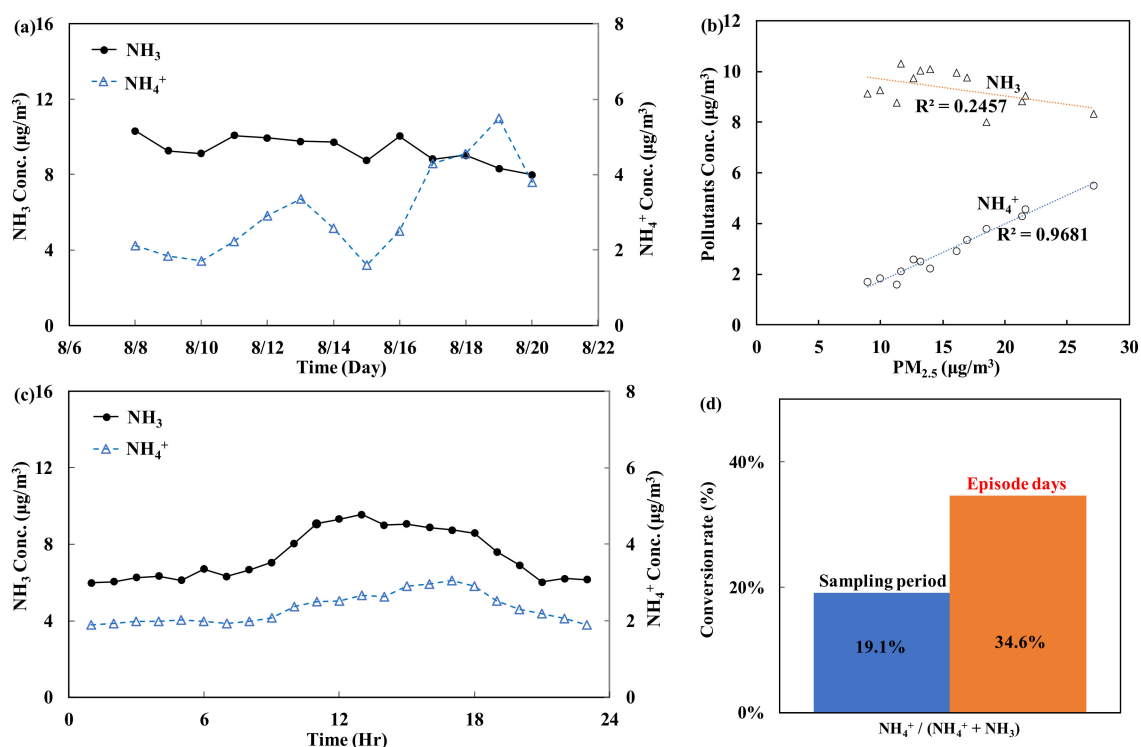 (a)
16
12
8
4
0
NH₃ Conc. (µg/m³)
NH₃
NH₄⁺
8
6
4
2
0
NH₄⁺ Conc. (µg/m³)
8/6 8/8 8/10 8/12 8/14 8/16 8/18 8/20 8/22
Time (Day)
(b)
12
10
8
6
4
2
0
Pollutants Conc. (µg/m³)
NH₃
R² = 0.2457
NH₄⁺
R² = 0.9681
0 5 10 15 20 25 30
PM₂.₅ (µg/m³)
(c)
16
12
8
4
0
NH₃ Conc. (µg/m³)
NH₃
NH₄⁺
8
6
4
2
0
NH₄⁺ Conc. (µg/m³)
0 6 12 18 24
Time (Hr)
(d)
40%
20%
0%
Conversion rate (%)
Episode days
Sampling period
19.1%
34.6%
NH₄⁺ / (NH₄⁺ + NH₃)